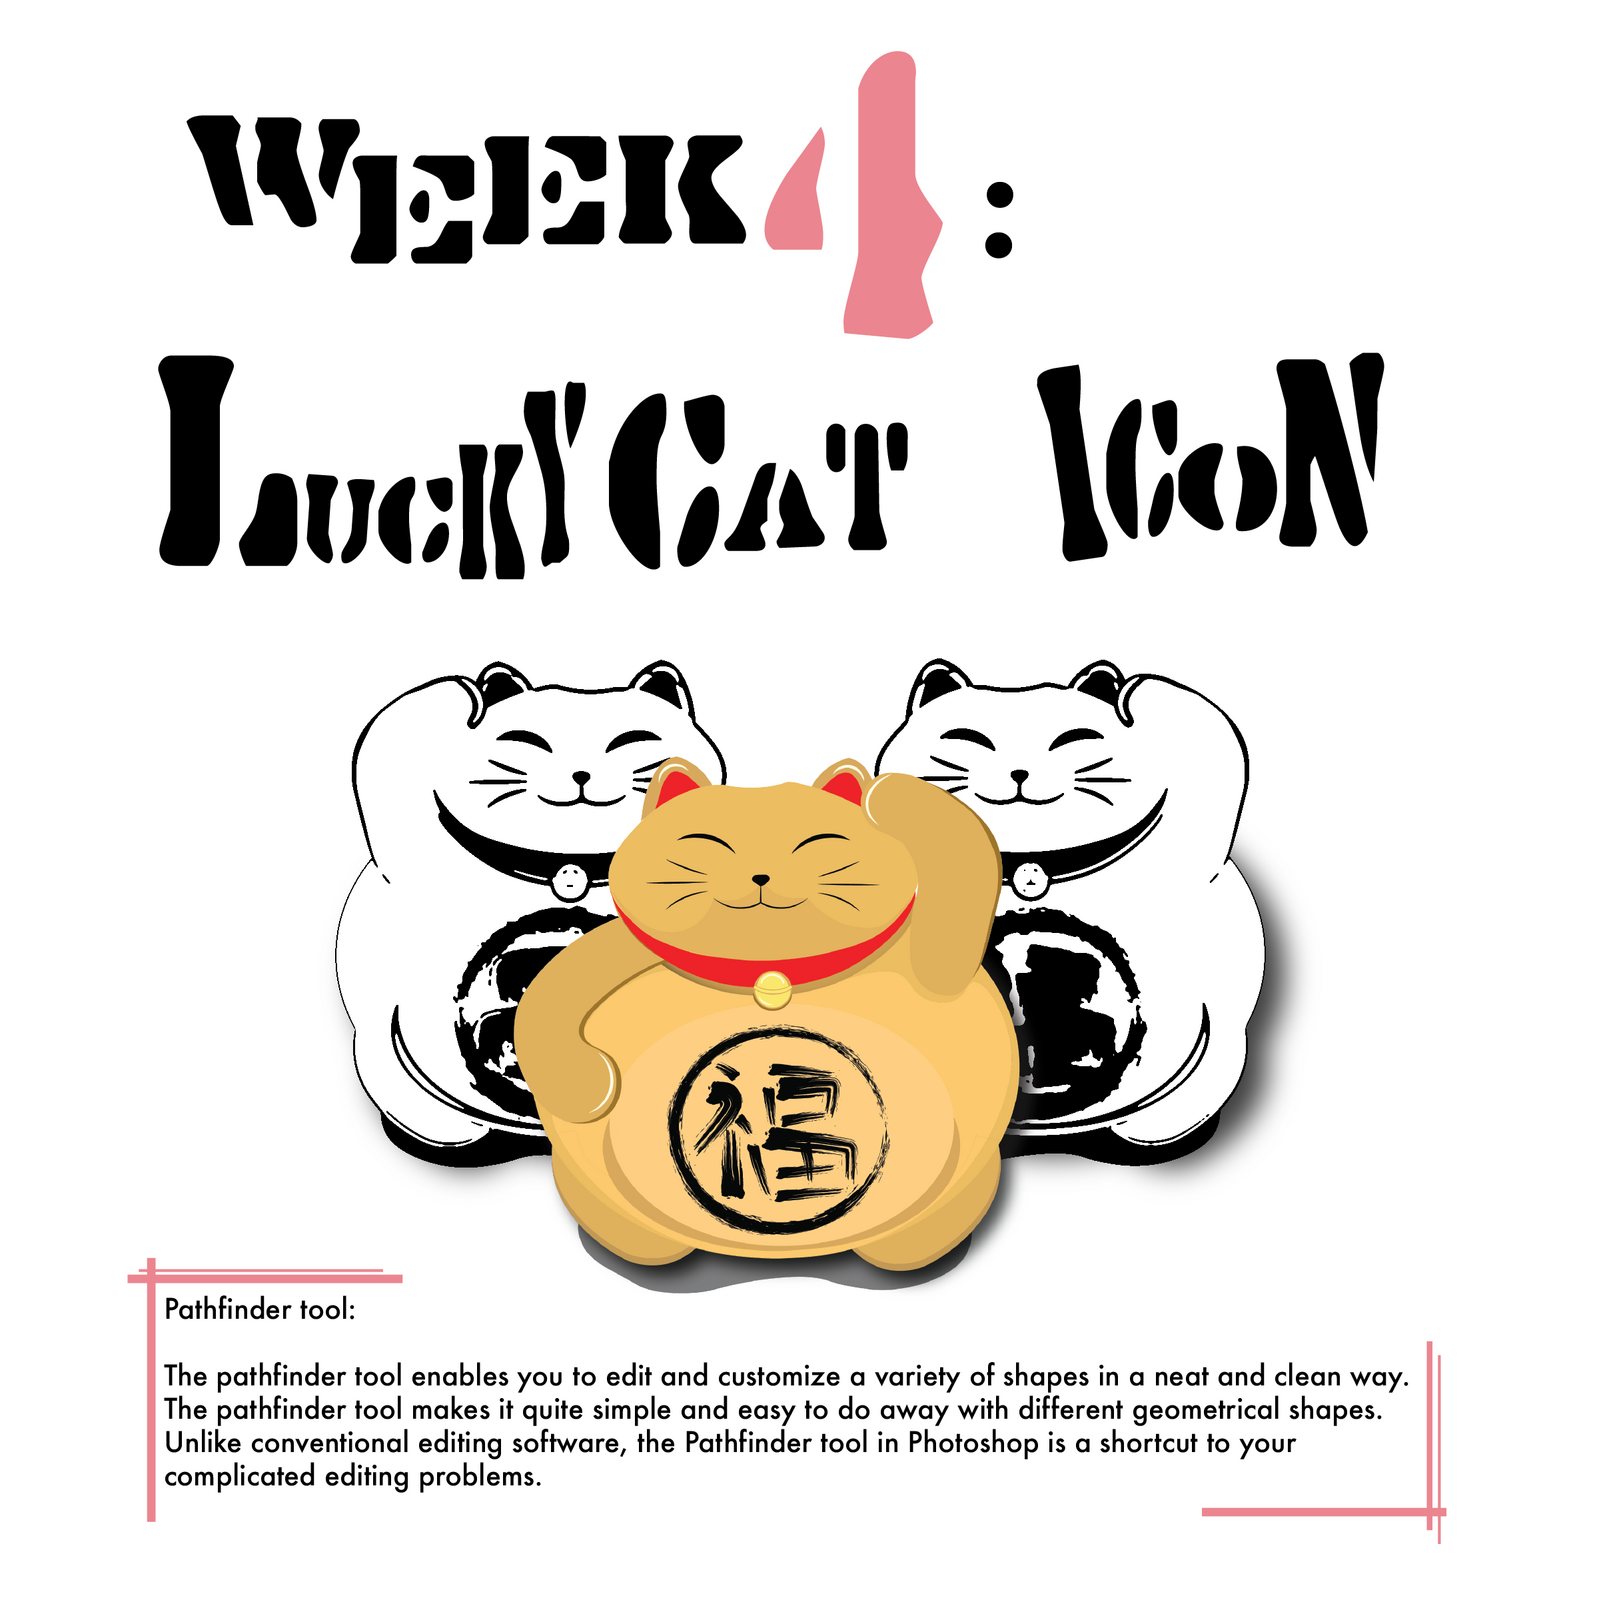 WEEK 4:
LUCKY CAT ICON
福
Pathfinder tool:
The pathfinder tool enables you to edit and customize a variety of shapes in a neat and clean way.
The pathfinder tool makes it quite simple and easy to do away with different geometrical shapes.
Unlike conventional editing software, the Pathfinder tool in Photoshop is a shortcut to your
complicated editing problems.